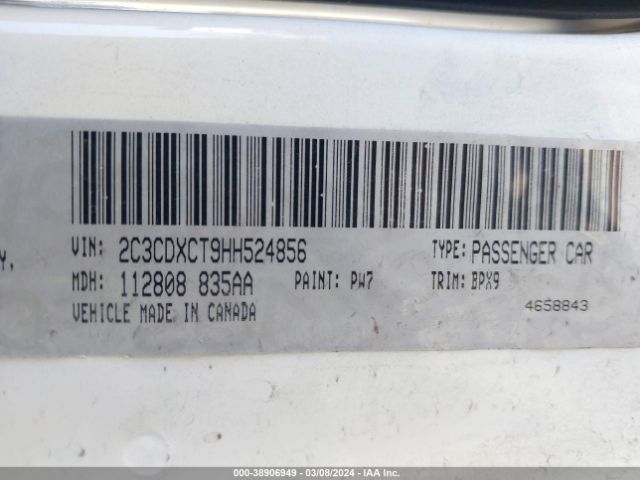 VIN: 2C3CDXCT9HH524856 TYPE: PASSENGER CAR
Y,
MDH: 112808 835AA PAINT: PW7 TRIM: BPX9
VEHICLE MADE IN CANADA 4658843
000-38906949 - 03/08/2024 - IAA Inc.